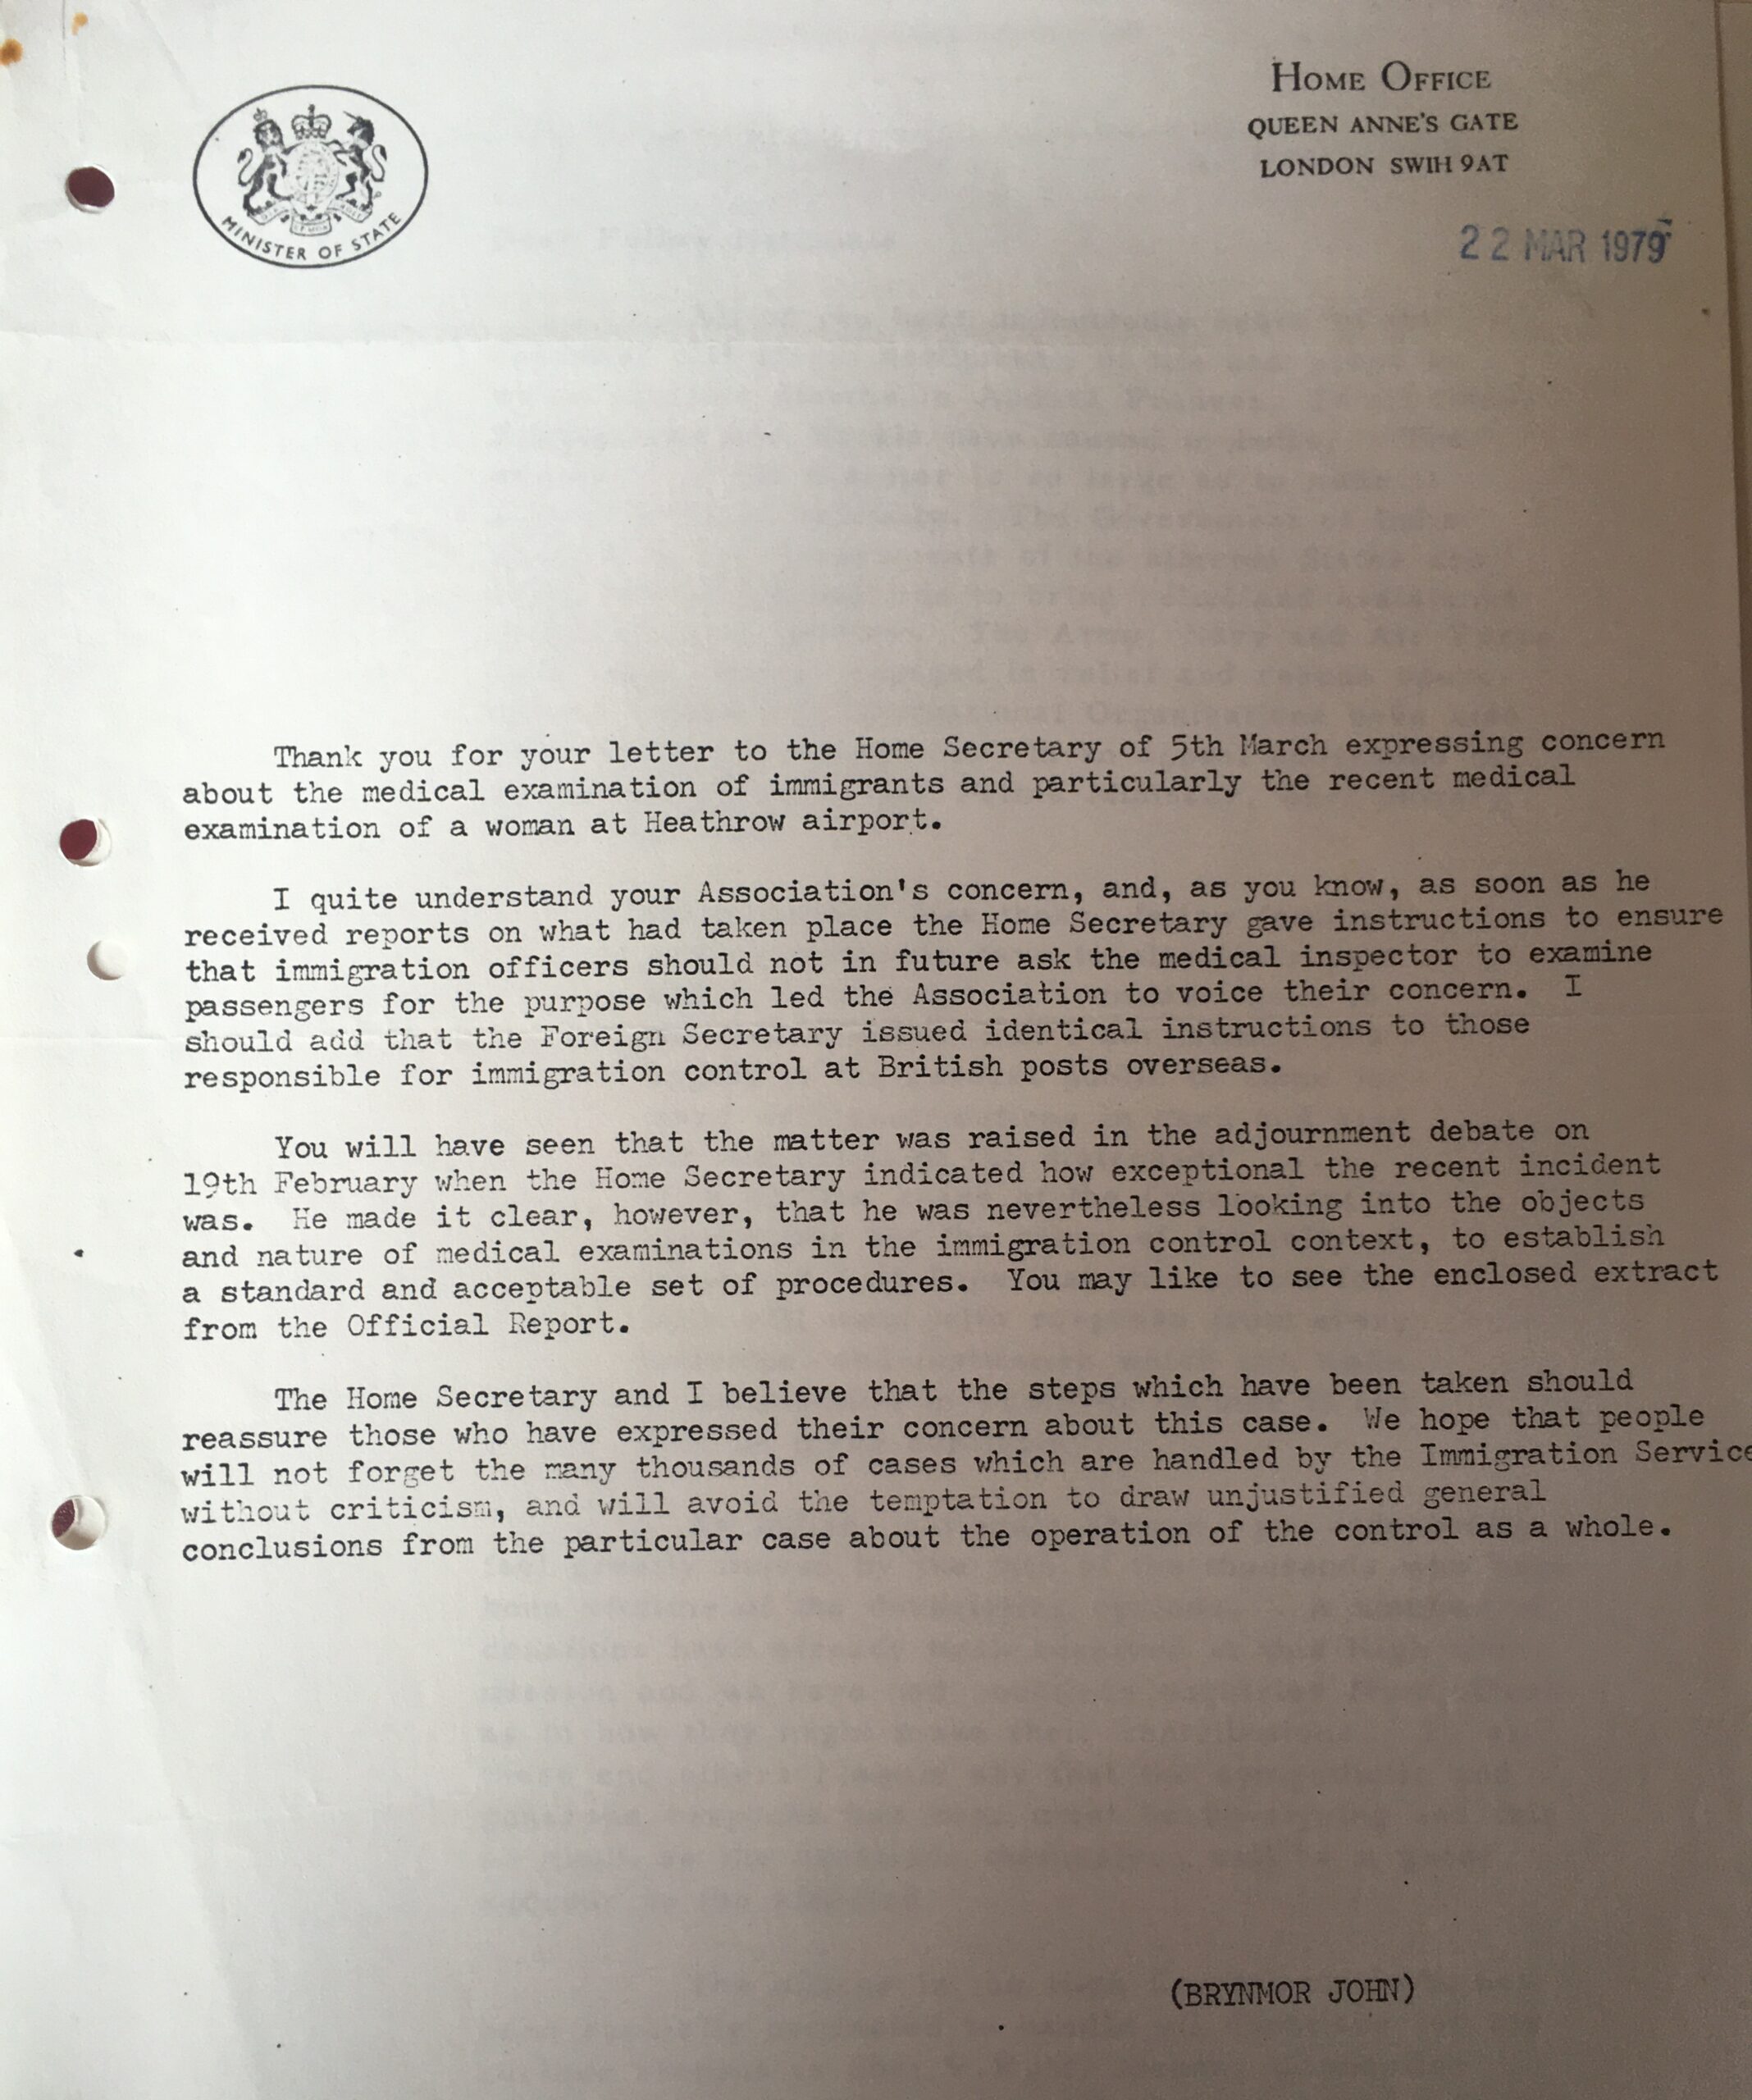 HOME OFFICE
QUEEN ANNE'S GATE
LONDON SWIH 9AT
MINISTER OF STATE
22 MAR 1979
Thank you for your letter to the Home Secretary of 5th March expressing concern
about the medical examination of immigrants and particularly the recent medical
examination of a woman at Heathrow airport.
I quite understand your Association's concern, and, as you know, as soon as he
received reports on what had taken place the Home Secretary gave instructions to ensure
that immigration officers should not in future ask the medical inspector to examine
passengers for the purpose which led the Association to voice their concern. I
should add that the Foreign Secretary issued identical instructions to those
responsible for immigration control at British posts overseas.
You will have seen that the matter was raised in the adjournment debate on
19th February when the Home Secretary indicated how exceptional the recent incident
was. He made it clear, however, that he was nevertheless looking into the objects
and nature of medical examinations in the immigration control context, to establish
a standard and acceptable set of procedures. You may like to see the enclosed extract
from the Official Report.
The Home Secretary and I believe that the steps which have been taken should
reassure those who have expressed their concern about this case. We hope that people
will not forget the many thousands of cases which are handled by the Immigration Service
without criticism, and will avoid the temptation to draw unjustified general
conclusions from the particular case about the operation of the control as a whole.
(BRYNMOR JOHN)